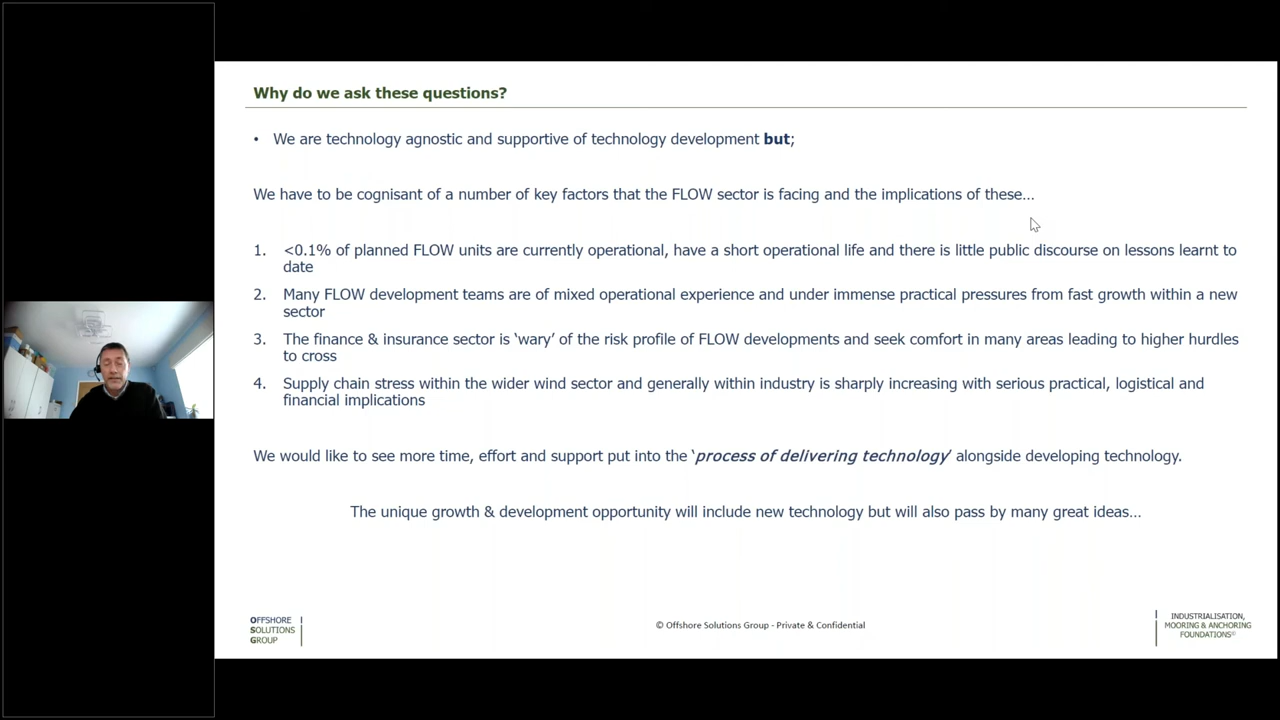 Why do we ask these questions?
• We are technology agnostic and supportive of technology development but;
We have to be cognisant of a number of key factors that the FLOW sector is facing and the implications of these...
1. <0.1% of planned FLOW units are currently operational, have a short operational life and there is little public discourse on lessons learnt to
date
2. Many FLOW development teams are of mixed operational experience and under immense practical pressures from fast growth within a new
sector
3. The finance & insurance sector is ‘wary’ of the risk profile of FLOW developments and seek comfort in many areas leading to higher hurdles
to cross
4. Supply chain stress within the wider wind sector and generally within industry is sharply increasing with serious practical, logistical and
financial implications
We would like to see more time, effort and support put into the ‘process of delivering technology’ alongside developing technology.
The unique growth & development opportunity will include new technology but will also pass by many great ideas...
OFFSHORE
SOLUTIONS
GROUP
© Offshore Solutions Group - Private & Confidential
INDUSTRIALISATION,
MOORING & ANCHORING
FOUNDATIONS®